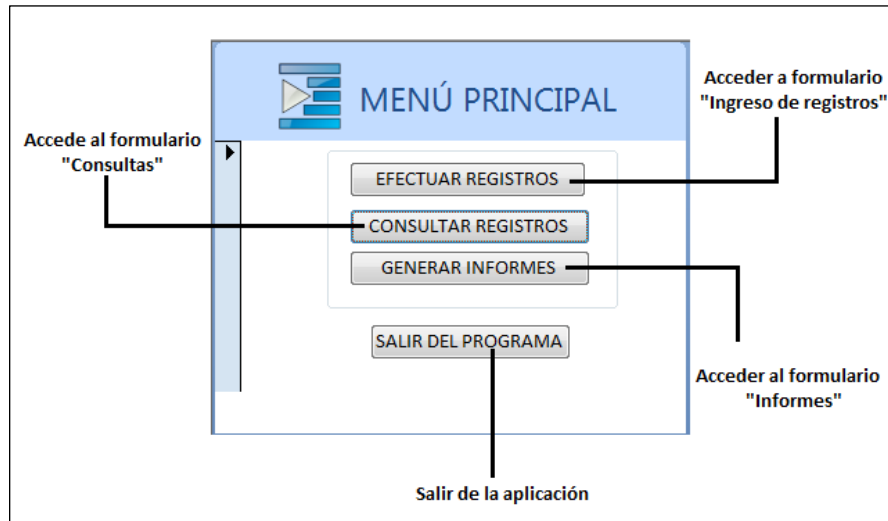 MENÚ PRINCIPAL
Acceder a formulario
"Ingreso de registros"
Accede al formulario
"Consultas"
EFECTUAR REGISTROS
CONSULTAR REGISTROS
GENERAR INFORMES
SALIR DEL PROGRAMA
Acceder al formulario
"Informes"
Salir de la aplicación